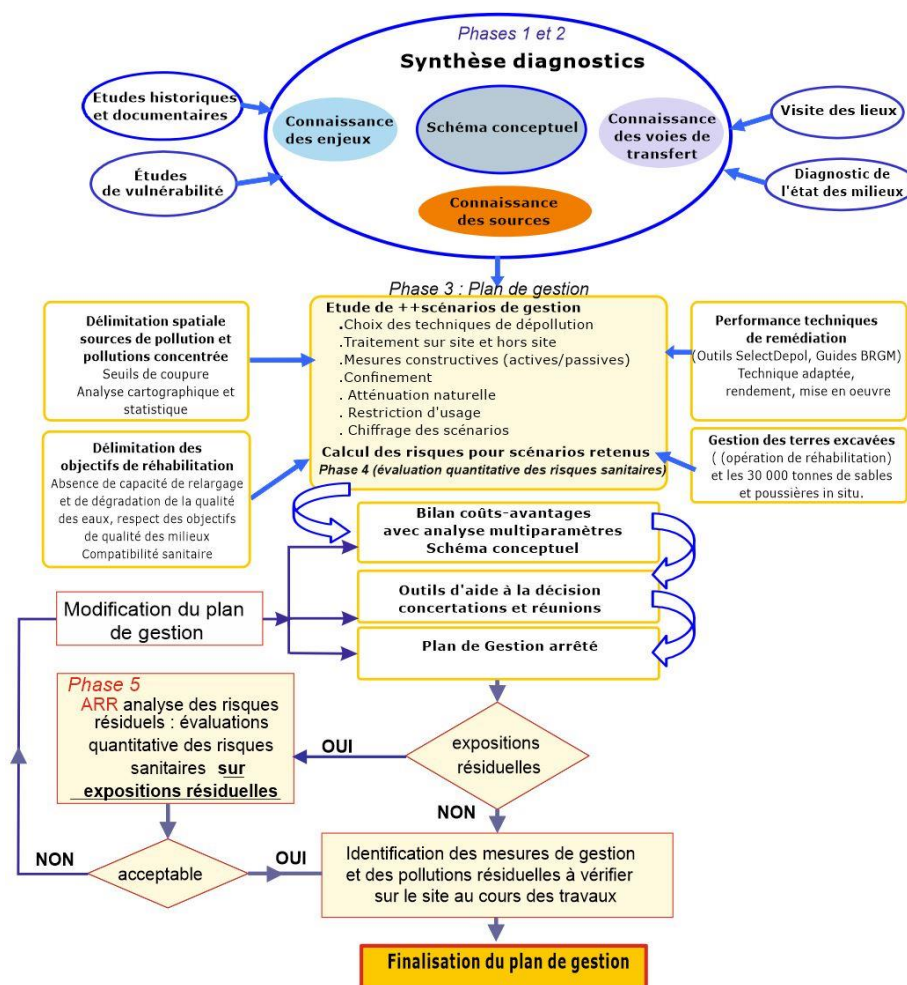 Phases 1 et 2
Synthèse diagnostics
Etudes historiques
et documentaires
Études
de vulnérabilité
Connaissance
des enjeux
Schéma conceptuel
Connaissance
des voies de
transfert
Connaissance
des sources
Visite des lieux
Diagnostic de
l'état des milieux
Phase 3 : Plan de gestion
Etude de ++scénarios de gestion
.Choix des techniques de dépollution
.Traitement sur site et hors site
.Mesures constructives (actives/passives)
.Confinement
. Atténuation naturelle
. Restriction d'usage
. Chiffrage des scénarios
Calcul des risques pour scénarios retenus
Phase 4 (évaluation quantitative des risques sanitaires)
Délimitation spatiale
sources de pollution et
pollutions concentrée
Seuils de coupure
Analyse cartographique et
statistique
Délimitation des
objectifs de réhabilitation
Absence de capacité de relargage
et de dégradation de la qualité
des eaux, respect des objectifs
de qualité des milieux
Compatibilité sanitaire
Performance techniques
de remédiation
(Outils SelectDepol, Guides BRGM)
Technique adaptée,
rendement, mise en oeuvre
Gestion des terres excavées
( (opération de réhabilitation)
et les 30 000 tonnes de sables
et poussières in situ.
Bilan coûts-avantages
avec analyse multiparamètres
Schéma conceptuel
Outils d'aide à la décision
concertations et réunions
Plan de Gestion arrêté
Modification du plan
de gestion
Phase 5
ARR analyse des risques
résiduels : évaluations
quantitative des risques
sanitaires sur
expositions résiduelles
OUI
expositions
résiduelles
NON
NON
acceptable
OUI
Identification des mesures de gestion
et des pollutions résiduelles à vérifier
sur le site au cours des travaux
Finalisation du plan de gestion